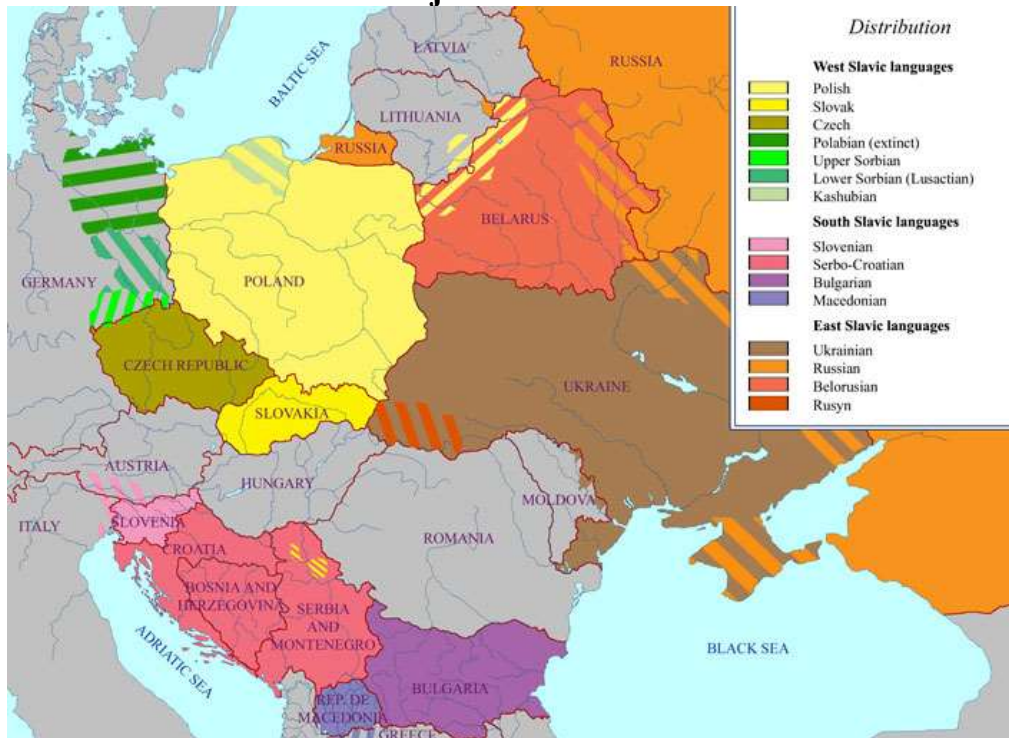 Distribution
West Slavic languages
Polish
Slovak
Czech
Polabian (extinct)
Upper Sorbian
Lower Sorbian (Lusactian)
Kashubian
South Slavic languages
Slovenian
Serbo-Croatian
Bulgarian
Macedonian
East Slavic languages
Ukrainian
Russian
Belorusian
Rusyn
LATVIA
RUSSIA
BALTIC SEA
LITHUANIA
RUSSIA
BELARUS
GERMANY
POLAND
CZECH REPUBLIC
UKRAINE
SLOVAKIA
AUSTRIA
HUNGARY
MOLDOVA
ITALY
SLOVENIA
ROMANIA
CROATIA
BOSNIA AND
HERZEGOVINA
SERBIA
AND
MONTENEGRO
ADRIATIC SEA
BLACK SEA
BULGARIA
REP. DE
MACEDONIA
GREECE